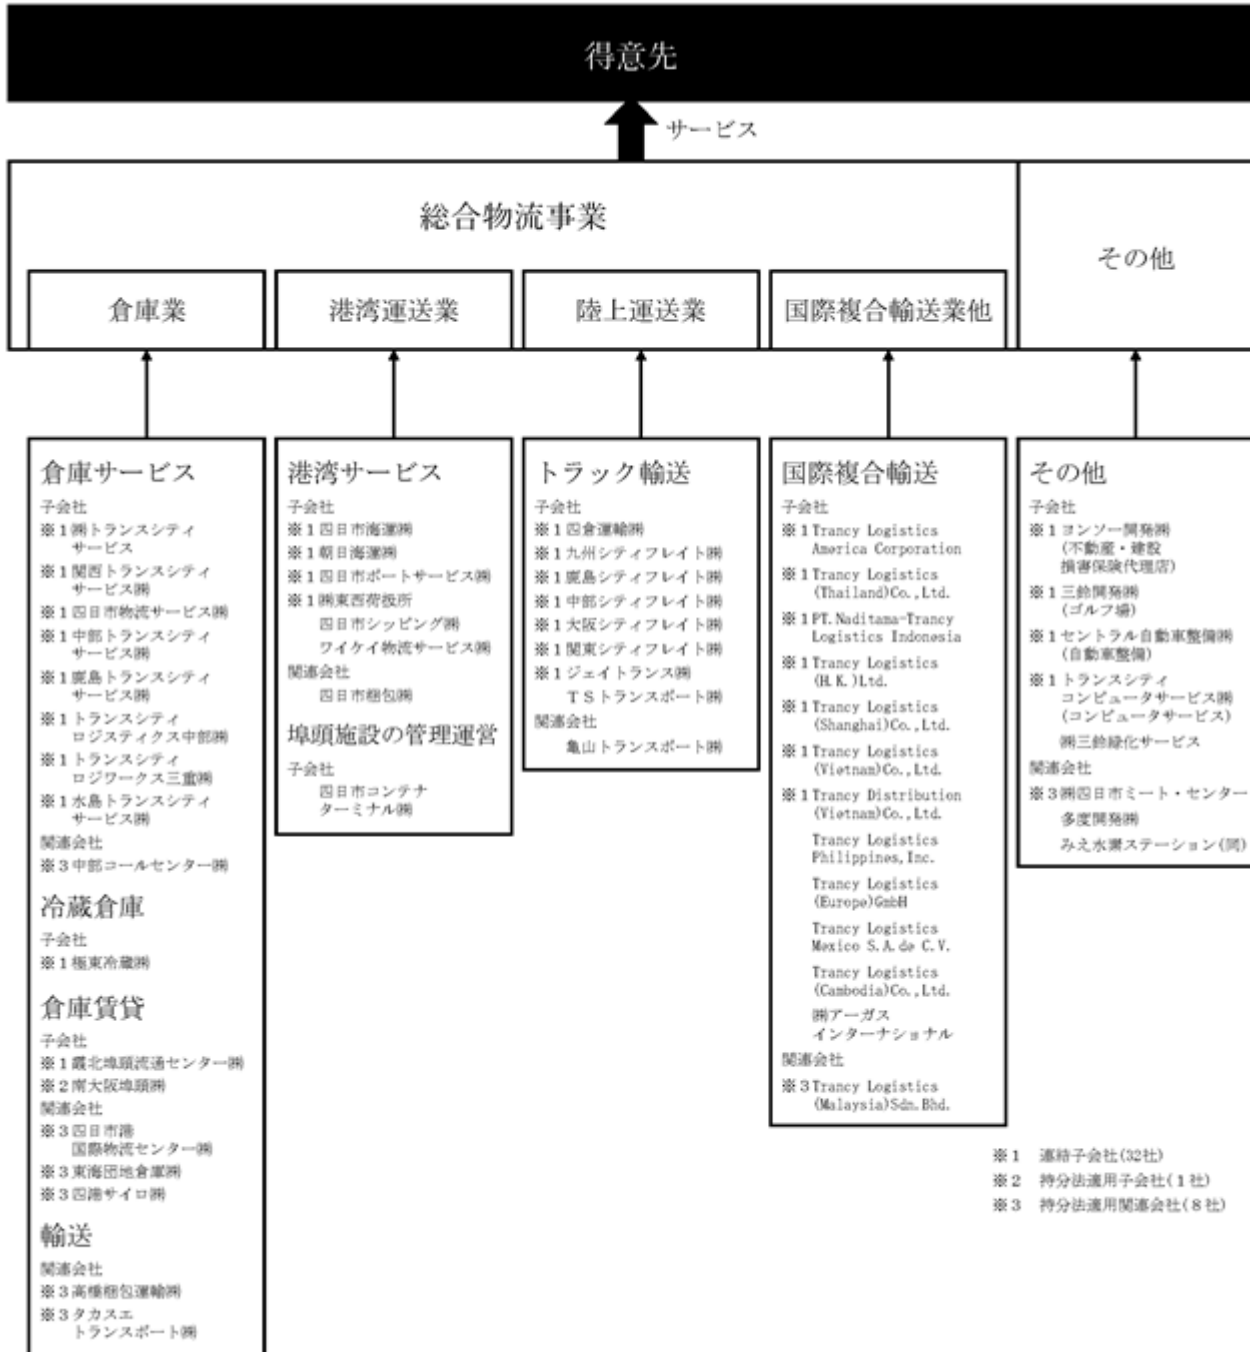 得意先
サービス
総合物流事業
その他
倉庫業
港湾運送業
陸上運送業
国際複合輸送業他
倉庫サービス
子会社
※1㈱トランスシティ
サービス
※1関西トランスシティ
サービス㈱
※1四日市物流サービス㈱
※1中部トランスシティ
サービス㈱
※1鹿島トランスシティ
サービス㈱
※1トランスシティ
ロジスティクス中部㈱
※1トランスシティ
ロジワークス三重㈱
※1水島トランスシティ
サービス㈱
関連会社
※3中部コールセンター㈱
冷蔵倉庫
子会社
※1極東冷蔵㈱
倉庫賃貸
子会社
※1霞北埠頭流通センター㈱
※2南大阪埠頭㈱
関連会社
※3四日市港
国際物流センター㈱
※3東海団地倉庫㈱
※3四港サイロ㈱
輸送
関連会社
※3高橋梱包運輸㈱
※3タカスエ
トランスポート㈱
港湾サービス
子会社
※1四日市海運㈱
※1朝日海運㈱
※1四日市ポートサービス㈱
※1㈱東西荷扱所
四日市シッピング㈱
ワイケイ物流サービス㈱
関連会社
四日市梱包㈱
埠頭施設の管理運営
子会社
四日市コンテナ
ターミナル㈱
トラック輸送
子会社
※1四倉運輸㈱
※1九州シティフレイト㈱
※1鹿島シティフレイト㈱
※1中部シティフレイト㈱
※1大阪シティフレイト㈱
※1関東シティフレイト㈱
※1ジェイトランス㈱
TSトランスポート㈱
関連会社
亀山トランスポート㈱
国際複合輸送
子会社
※1Trancy Logistics
America Corporation
※1Trancy Logistics
(Thailand)Co.,Ltd.
※1PT.Naditama-Trancy
Logistics Indonesia
※1Trancy Logistics
(H.K.)Ltd.
※1Trancy Logistics
(Shanghai)Co.,Ltd.
※1Trancy Logistics
(Vietnam)Co.,Ltd.
※1Trancy Distribution
(Vietnam)Co.,Ltd.
Trancy Logistics
Philippines,Inc.
Trancy Logistics
(Europe)GmbH
Trancy Logistics
Mexico S.A.de C.V.
Trancy Logistics
(Cambodia)Co.,Ltd.
㈱アーガス
インターナショナル
関連会社
※3Trancy Logistics
(Malaysia)Sdn.Bhd.
その他
子会社
※1ヨンソー開発㈱
(不動産・建設
損害保険代理店)
※1三鈴開発㈱
(ゴルフ場)
※1セントラル自動車整備㈱
(自動車整備)
※1トランスシティ
コンピュータサービス㈱
(コンピュータサービス)
㈱三鈴緑化サービス
関連会社
※3㈱四日市ミート・センター
多度開発㈱
みえ水素ステーション(同)
※1 連結子会社(32社)
※2 持分法適用子会社(1社)
※3 持分法適用関連会社(8社)